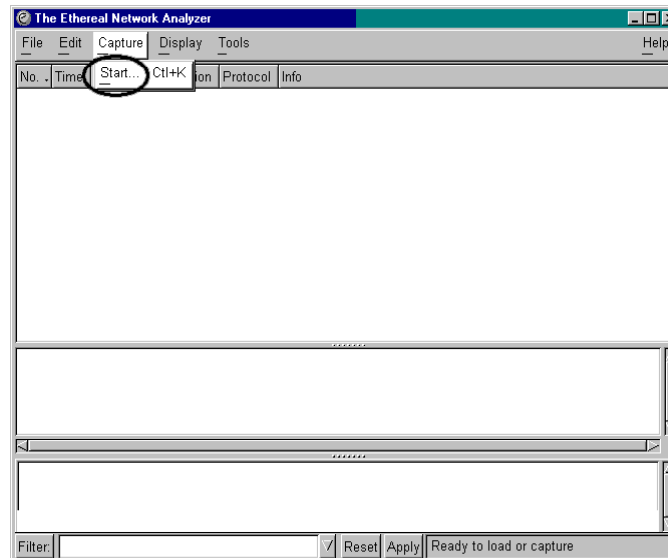 The Ethereal Network Analyzer
File Edit Capture Display Tools Help
Start... Ctl+K
No. Time ion Protocol Info
Filter: Reset Apply Ready to load or capture